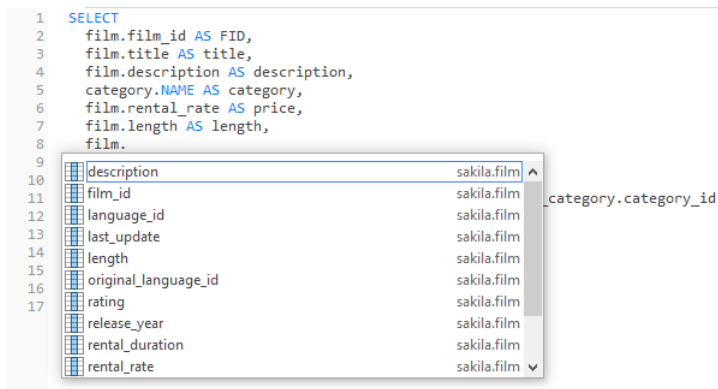 1 SELECT
2 film.film_id AS FID,
3 film.title AS title,
4 film.description AS description,
5 category.NAME AS category,
6 film.rental_rate AS price,
7 film.length AS length,
8 film.
9
description sakila.film
10
film_id sakila.film
11 _category.category_id
language_id sakila.film
12
last_update sakila.film
13
length sakila.film
14
original_language_id sakila.film
15
rating sakila.film
16
release_year sakila.film
17
rental_duration sakila.film
rental_rate sakila.film